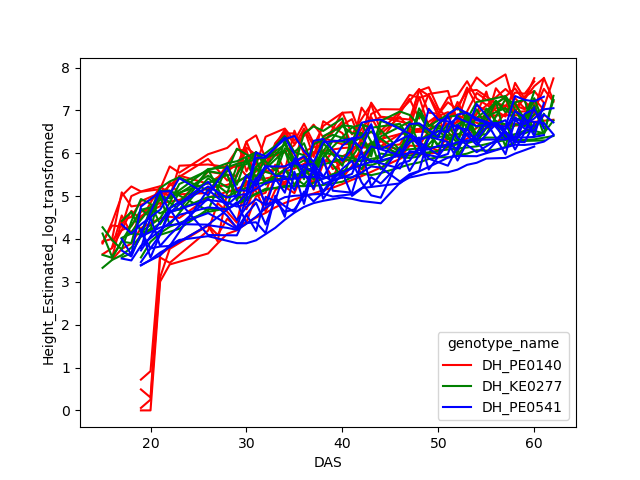 8
7
6
5
4
3
2
1
0
Height_Estimated_log_transformed
genotype_name
DH_PE0140
DH_KE0277
DH_PE0541
20 30 40 50 60
DAS